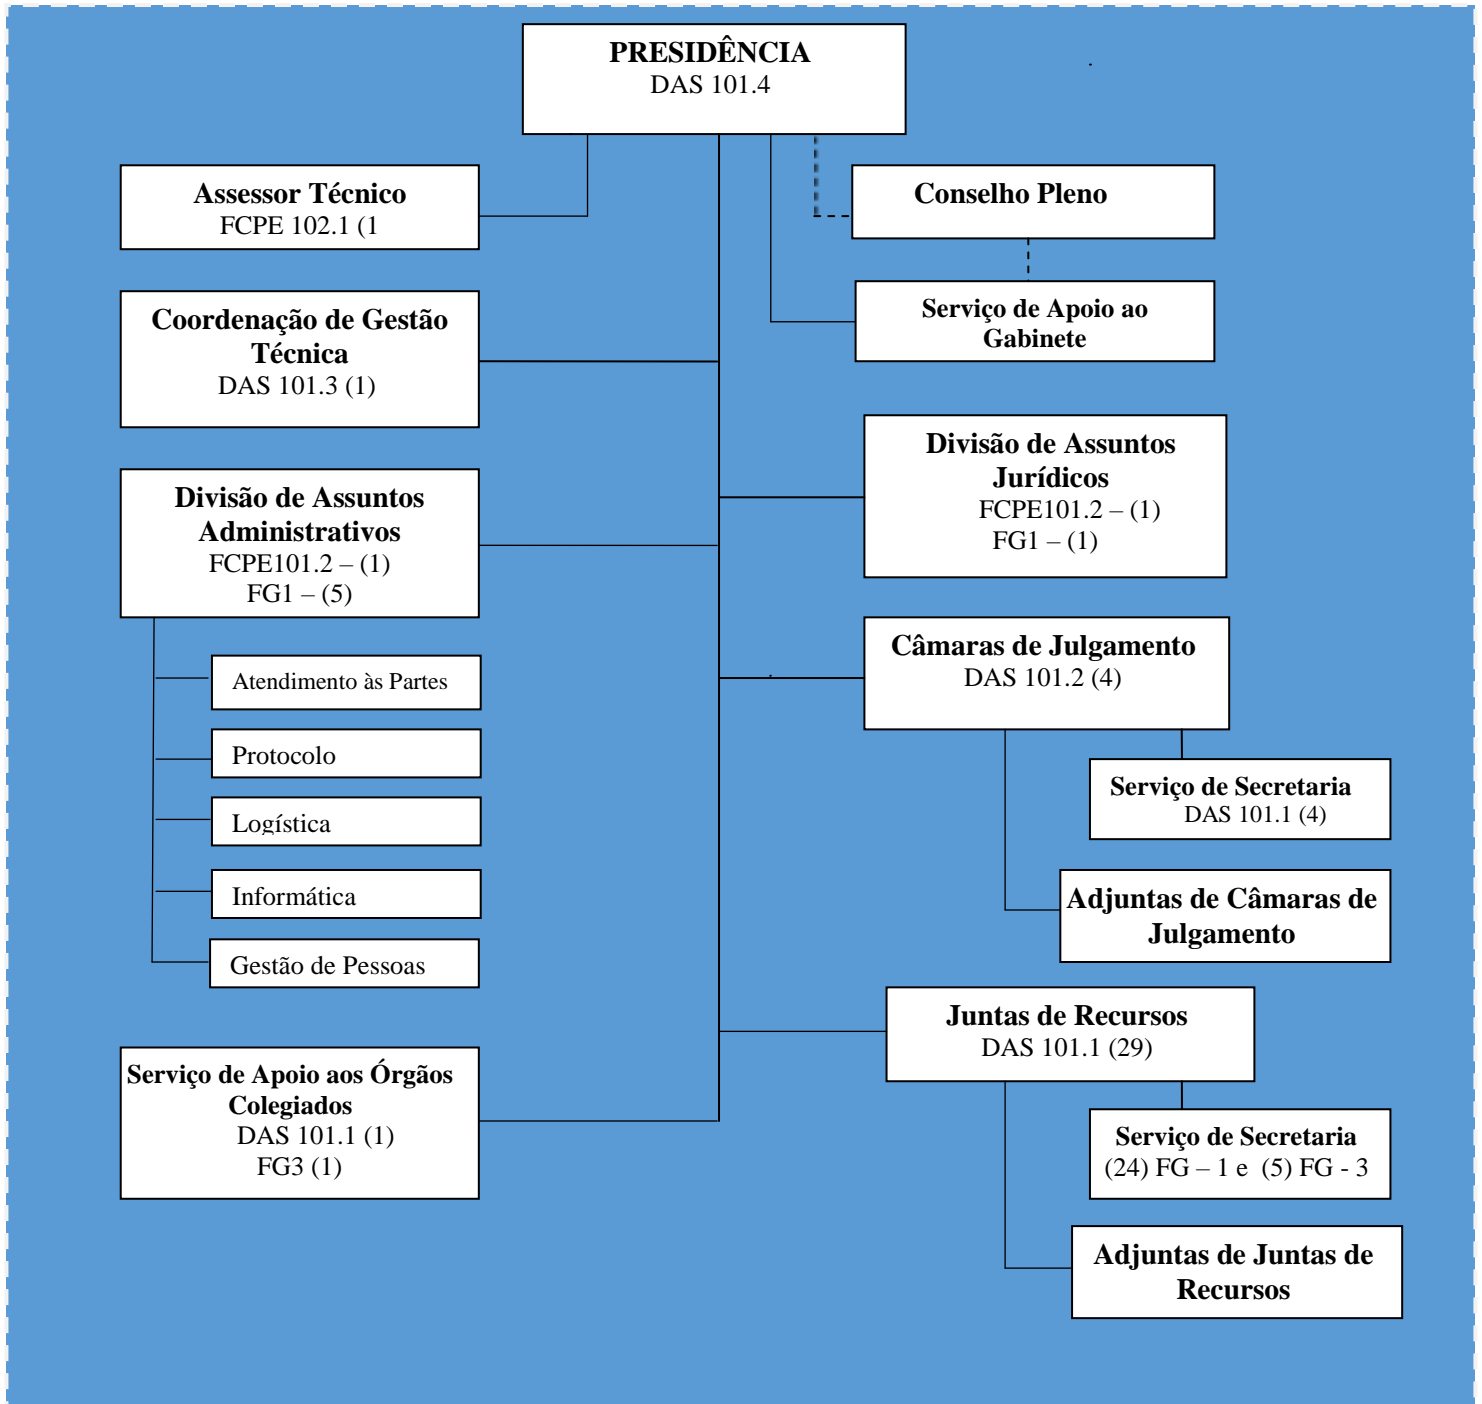 PRESIDÊNCIA
DAS 101.4
Assessor Técnico
FCPE 102.1 (1
Conselho Pleno
Coordenação de Gestão
Técnica
DAS 101.3 (1)
Serviço de Apoio ao
Gabinete
Divisão de Assuntos
Administrativos
FCPE101.2 – (1)
FG1 – (5)
Divisão de Assuntos
Jurídicos
FCPE101.2 – (1)
FG1 – (1)
Atendimento às Partes
Protocolo
Logística
Informática
Gestão de Pessoas
Câmaras de Julgamento
DAS 101.2 (4)
Serviço de Secretaria
DAS 101.1 (4)
Adjuntas de Câmaras de
Julgamento
Serviço de Apoio aos Órgãos
Colegiados
DAS 101.1 (1)
FG3 (1)
Juntas de Recursos
DAS 101.1 (29)
Serviço de Secretaria
(24) FG – 1 e  (5) FG - 3
Adjuntas de Juntas de
Recursos